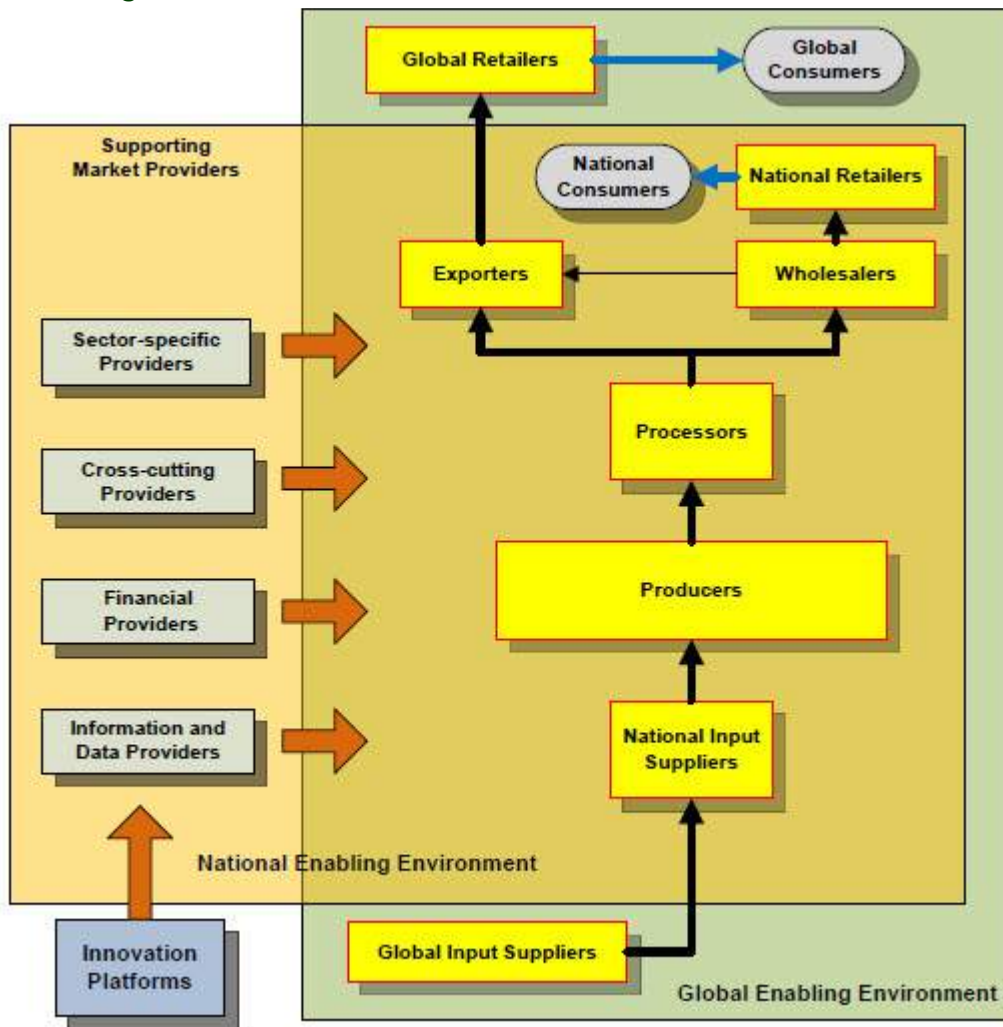 Global Retailers
Global
Consumers
Supporting
Market Providers
National
Consumers
National Retailers
Exporters
Wholesalers
Sector-specific
Providers
Processors
Cross-cutting
Providers
Producers
Financial
Providers
Information and
Data Providers
National Input
Suppliers
National Enabling Environment
Innovation
Platforms
Global Input Suppliers
Global Enabling Environment